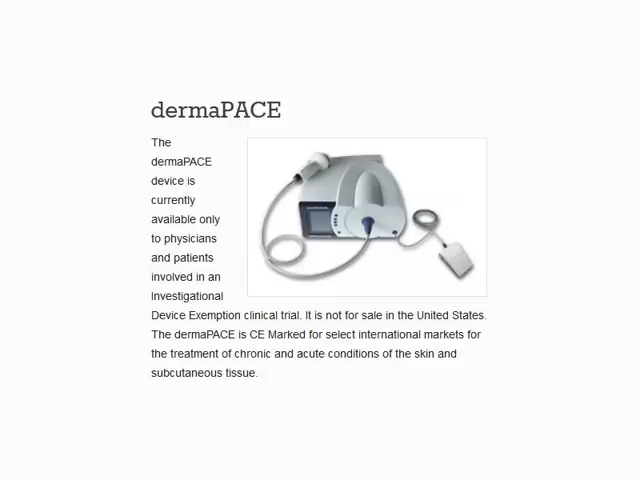 dermaPACE
The
dermaPACE
device is
currently
available only
to physicians
and patients
involved in an
Investigational
Device Exemption clinical trial. It is not for sale in the United States.
The dermaPACE is CE Marked for select international markets for
the treatment of chronic and acute conditions of the skin and
subcutaneous tissue.